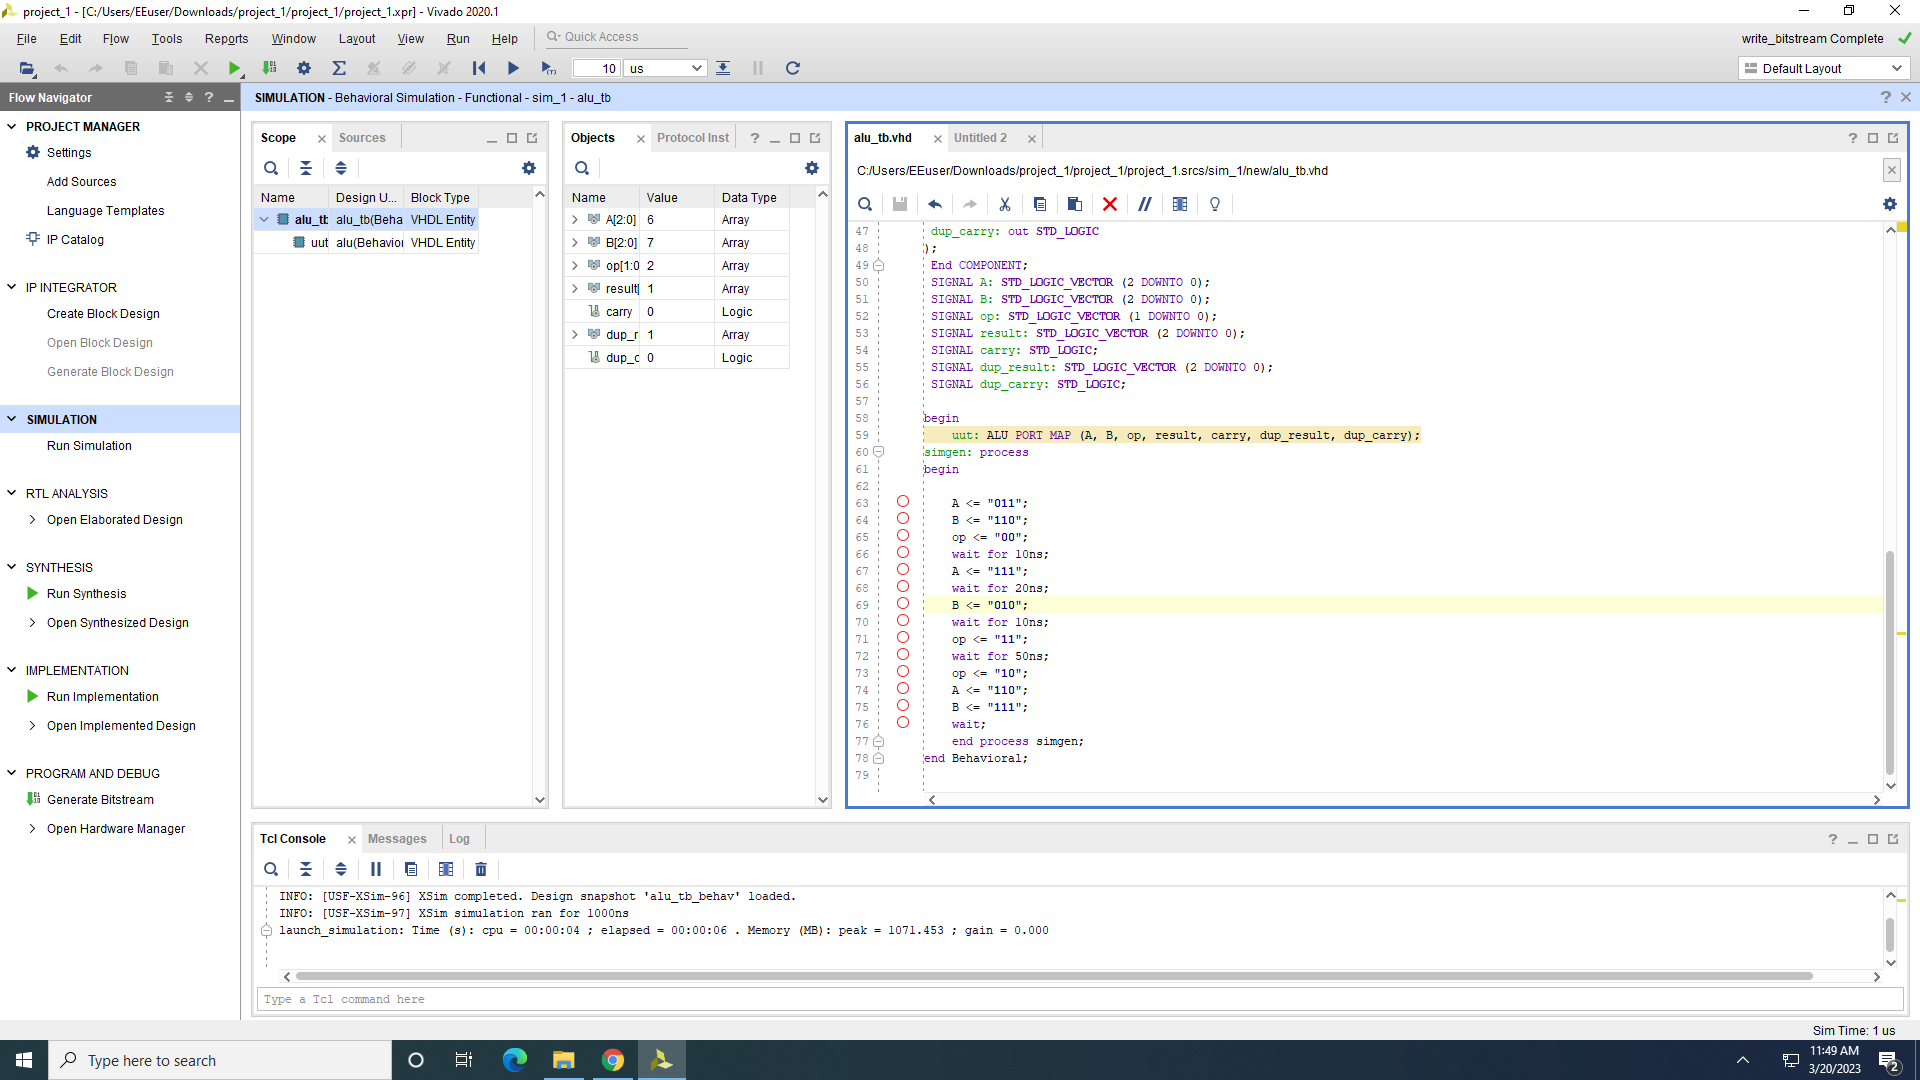 project_1 - [C:/Users/EEuser/Downloads/project_1/project_1/project_1.xpr] - Vivado 2020.1
File Edit Flow Tools Reports Window Layout View Run Help Quick Access
write_bitstream Complete
10 us
Default Layout
Flow Navigator
SIMULATION - Behavioral Simulation - Functional - sim_1 - alu_tb
PROJECT MANAGER
Settings
Add Sources
Language Templates
IP Catalog
IP INTEGRATOR
Create Block Design
Open Block Design
Generate Block Design
SIMULATION
Run Simulation
RTL ANALYSIS
Open Elaborated Design
SYNTHESIS
Run Synthesis
Open Synthesized Design
IMPLEMENTATION
Run Implementation
Open Implemented Design
PROGRAM AND DEBUG
Generate Bitstream
Open Hardware Manager
Scope Sources
Name Design U... Block Type
alu_tb alu_tb(Beha VHDL Entity
uut alu(Behavior VHDL Entity
Objects Protocol Inst
Name Value Data Type
A[2:0] 6 Array
B[2:0] 7 Array
op[1:0 2 Array
result[ 1 Array
carry 0 Logic
dup_r 1 Array
dup_c 0 Logic
alu_tb.vhd Untitled 2
C:/Users/EEuser/Downloads/project_1/project_1/project_1.srcs/sim_1/new/alu_tb.vhd
47 dup_carry: out STD_LOGIC
48 );
49 End COMPONENT;
50 SIGNAL A: STD_LOGIC_VECTOR (2 DOWNTO 0);
51 SIGNAL B: STD_LOGIC_VECTOR (2 DOWNTO 0);
52 SIGNAL op: STD_LOGIC_VECTOR (1 DOWNTO 0);
53 SIGNAL result: STD_LOGIC_VECTOR (2 DOWNTO 0);
54 SIGNAL carry: STD_LOGIC;
55 SIGNAL dup_result: STD_LOGIC_VECTOR (2 DOWNTO 0);
56 SIGNAL dup_carry: STD_LOGIC;
57
58 begin
59 uut: ALU PORT MAP (A, B, op, result, carry, dup_result, dup_carry);
60 simgen: process
61 begin
62
63 A <= "011";
64 B <= "110";
65 op <= "00";
66 wait for 10ns;
67 A <= "111";
68 wait for 20ns;
69 B <= "010";
70 wait for 10ns;
71 op <= "11";
72 wait for 50ns;
73 op <= "10";
74 A <= "110";
75 B <= "111";
76 wait;
77 end process simgen;
78 end Behavioral;
79
Tcl Console Messages Log
INFO: [USF-XSim-96] XSim completed. Design snapshot 'alu_tb_behav' loaded.
INFO: [USF-XSim-97] XSim simulation ran for 1000ns
launch_simulation: Time (s): cpu = 00:00:04 ; elapsed = 00:00:06 . Memory (MB): peak = 1071.453 ; gain = 0.000
Type a Tcl command here
Sim Time: 1 us
Type here to search
11:49 AM
3/20/2023
2